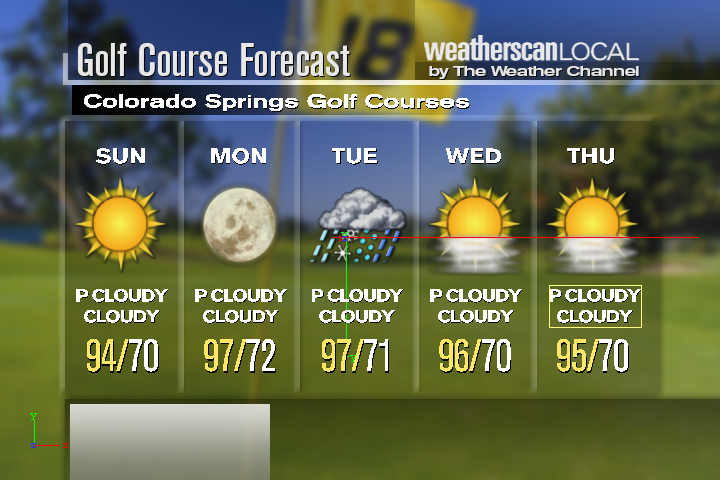 18
Golf Course Forecast
weatherscanLOCAL
by The Weather Channel
Colorado Springs Golf Courses
SUN MON TUE WED THU
P CLOUDY P CLOUDY P CLOUDY P CLOUDY P CLOUDY
CLOUDY CLOUDY CLOUDY CLOUDY CLOUDY
94/70 97/72 97/71 96/70 95/70
y